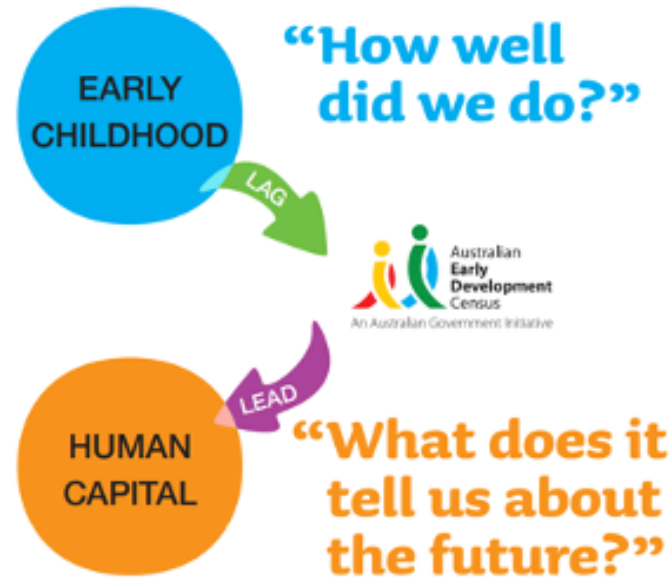 EARLY
CHILDHOOD
“How well
did we do?”
LAG
Australian
Early
Development
Census
An Australian Government Initiative
LEAD
HUMAN
CAPITAL
“What does it
tell us about
the future?”